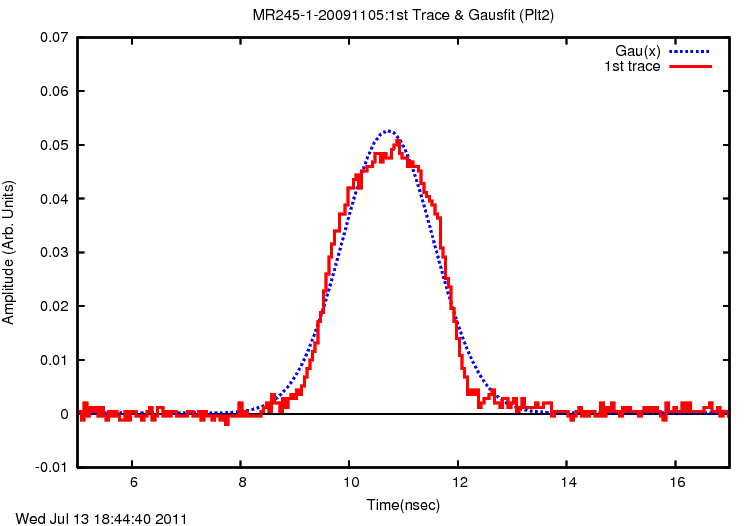 MR245-1-20091105:1st Trace & Gausfit (Plt2)
0.07
0.06
0.05
0.04
0.03
0.02
0.01
0
-0.01
Amplitude (Arb. Units)
Gau(x)
1st trace
6 8 10 12 14 16
Time(nsec)
Wed Jul 13 18:44:40 2011